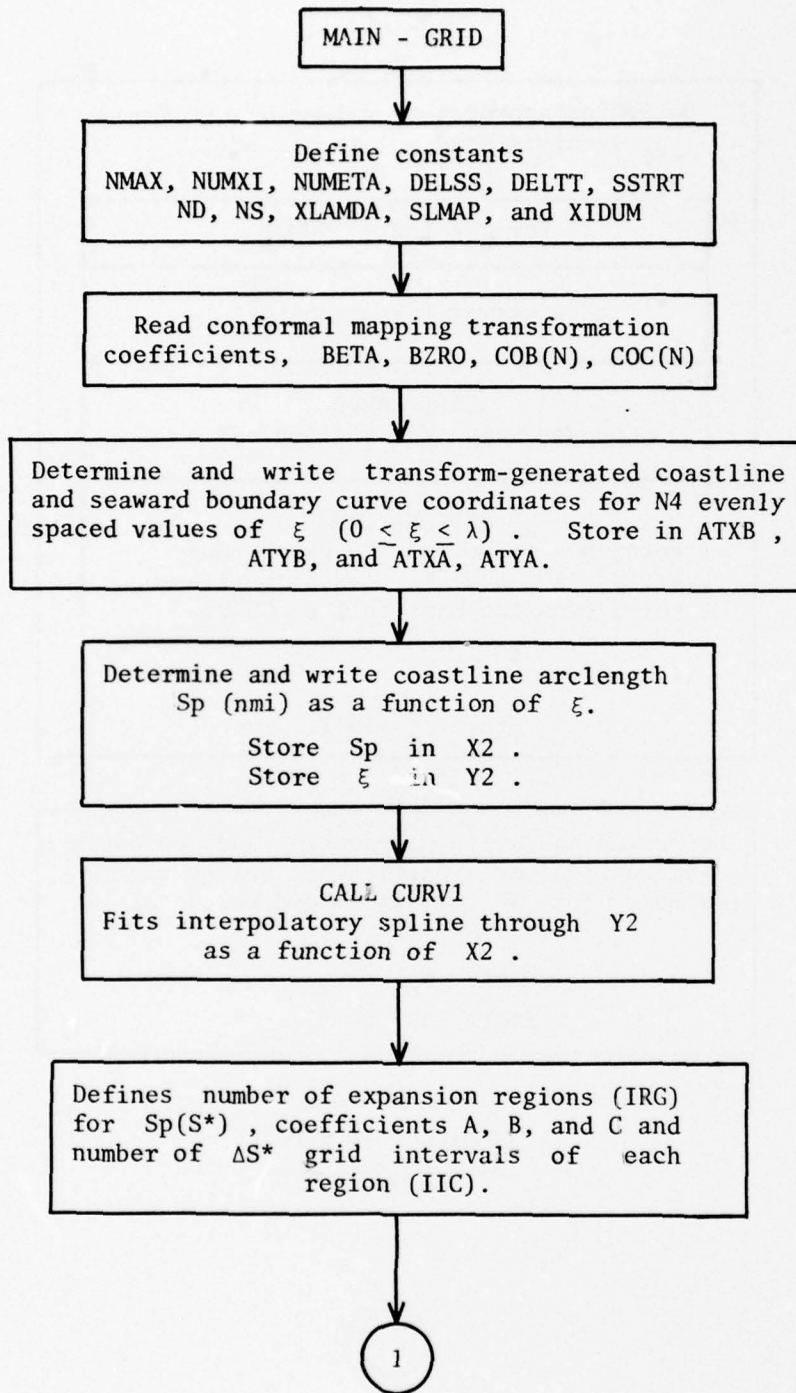 MAIN - GRID
Define constants
NMAX, NUMXI, NUMETA, DELSS, DELTT, SSTRT
ND, NS, XLAMDA, SLMAP, and XIDUM
Read conformal mapping transformation
coefficients, BETA, BZRO, COB(N), COC(N)
Determine and write transform-generated coastline
and seaward boundary curve coordinates for N4 evenly
spaced values of ξ (0 ≤ ξ ≤ λ) . Store in ATXB ,
ATYB, and ATXA, ATYA.
Determine and write coastline arclength
Sp (nmi) as a function of ξ.
Store Sp in X2 .
Store ξ in Y2 .
CALL CURV1
Fits interpolatory spline through Y2
as a function of X2 .
Defines number of expansion regions (IRG)
for Sp(S*) , coefficients A, B, and C and
number of ΔS* grid intervals of each
region (IIC).
1